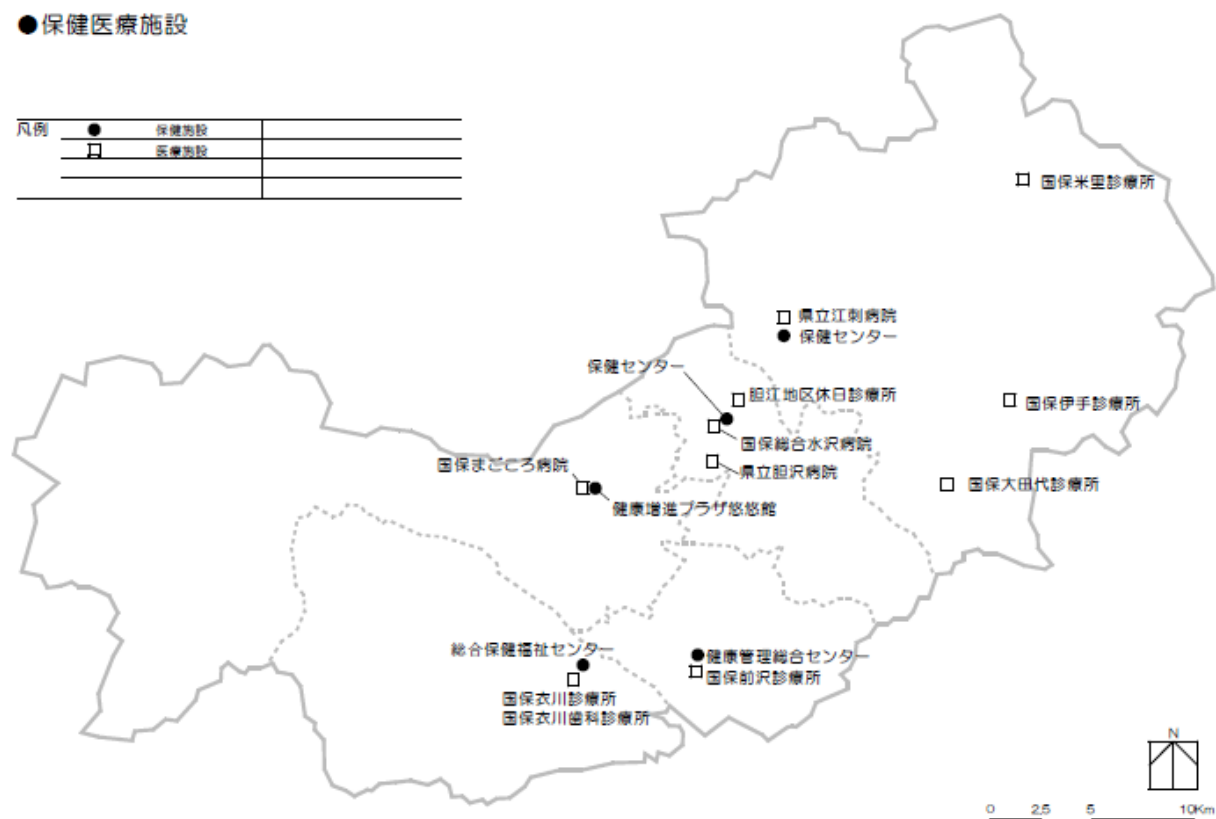 ●保健医療施設
凡例
● 保健施設
医療施設
国保米里診療所
県立江刺病院
保健センター
保健センター
胆江地区休日診療所
国保伊手診療所
国保総合水沢病院
国保まごころ病院
県立胆沢病院
国保大田代診療所
健康増進プラザ悠悠館
総合保健福祉センター
健康管理総合センター
国保前沢診療所
国保衣川診療所
国保衣川歯科診療所
N
0 2.5 5 10Km